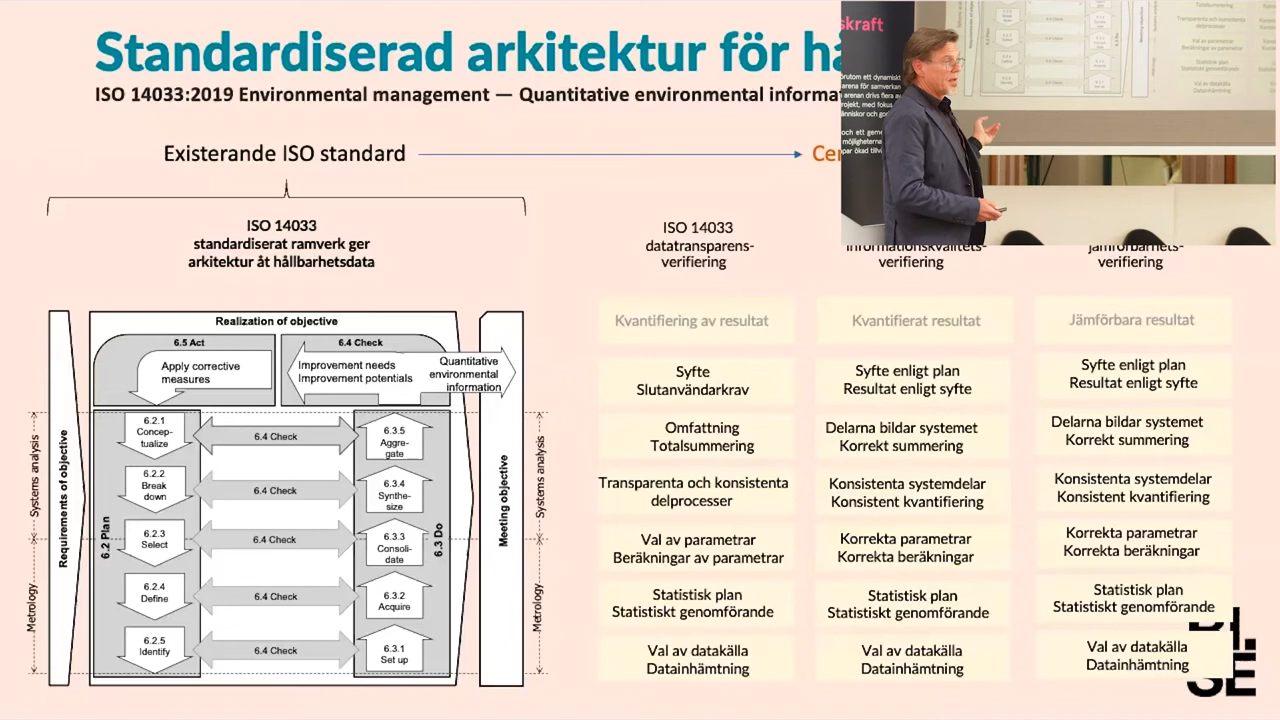 Standardiserad arkitektur för hå
ISO 14033:2019 Environmental management — Quantitative environmental informa
Existerande ISO standard
Cer
ISO 14033
standardiserat ramverk ger
arkitektur åt hållbarhetsdata
ISO 14033
datatransparens-
verifiering
informationskvalitets-
verifiering
jämförbarhets-
verifiering
Realization of objective
6.5 Act
Apply corrective
measures
6.4 Check
Improvement needs
Improvement potentials
Quantitative
environmental
information
Requirements of objective
Meeting objective
Systems analysis
Metrology
Systems analysis
Metrology
6.2 Plan
6.3 Do
6.2.1
Concep-
tualize
6.4 Check
6.3.5
Aggre-
gate
6.2.2
Break
down
6.4 Check
6.3.4
Synthe-
size
6.2.3
Select
6.4 Check
6.3.3
Consoli-
date
6.2.4
Define
6.4 Check
6.3.2
Acquire
6.2.5
Identify
6.4 Check
6.3.1
Set up
Kvantifiering av resultat
Syfte
Slutanvändarkrav
Omfattning
Totalsummering
Transparenta och konsistenta
delprocesser
Val av parametrar
Beräkningar av parametrar
Statistisk plan
Statistiskt genomförande
Val av datakälla
Datainhämtning
Kvantifierat resultat
Syfte enligt plan
Resultat enligt syfte
Delarna bildar systemet
Korrekt summering
Konsistenta systemdelar
Konsistent kvantifiering
Korrekta parametrar
Korrekta beräkningar
Statistisk plan
Statistiskt genomförande
Val av datakälla
Datainhämtning
Jämförbara resultat
Syfte enligt plan
Resultat enligt syfte
Delarna bildar systemet
Korrekt summering
Konsistenta systemdelar
Konsistent kvantifiering
Korrekta parametrar
Korrekta beräkningar
Statistisk plan
Statistiskt genomförande
Val av datakälla
Datainhämtning
SE
skraft